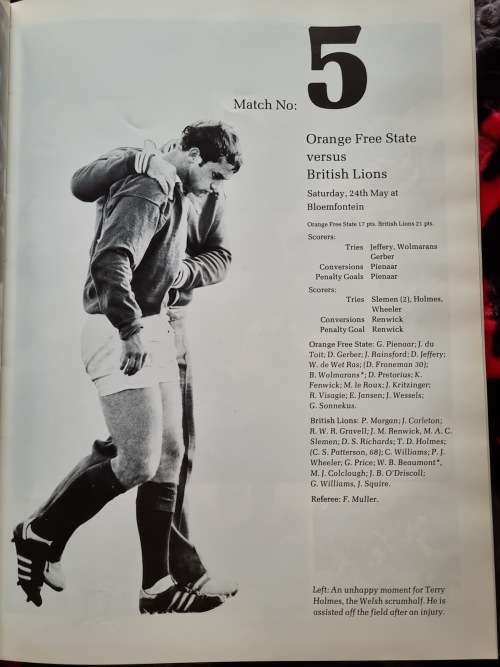 Match No: 5
Orange Free State
versus
British Lions
Saturday, 24th May at
Bloemfontein
Orange Free State 17 pts. British Lions 21 pts.
Scorers:
Tries Jeffery, Wolmarans
Gerber
Conversions Pienaar
Penalty Goals Pienaar
Scorers:
Tries Slemen (2), Holmes,
Wheeler
Conversions Renwick
Penalty Goal Renwick
Orange Free State: G. Pienaar; J. du
Toit; D. Gerber; J. Rainsford; D. Jeffery;
W. de Wet Ras; (D. Froneman 30);
B. Wolmarans*; D. Pretorius; K.
Fenwick; M. le Roux; J. Kritzinger;
R. Visagie; E. Jansen; J. Wessels;
G. Sonnekus.
British Lions: P. Morgan; J. Carleton;
R. W. R. Gravell; J. M. Renwick, M. A. C.
Slemen; D. S. Richards; T. D. Holmes;
(C. S. Patterson, 68); C. Williams; P. J.
Wheeler; G. Price; W. B. Beaumont*,
M. J. Colclough; J. B. O'Driscoll;
G. Williams, J. Squire.
Referee: F. Muller.
Left: An unhappy moment for Terry
Holmes, the Welsh scrumhalf. He is
assisted off the field after an injury.